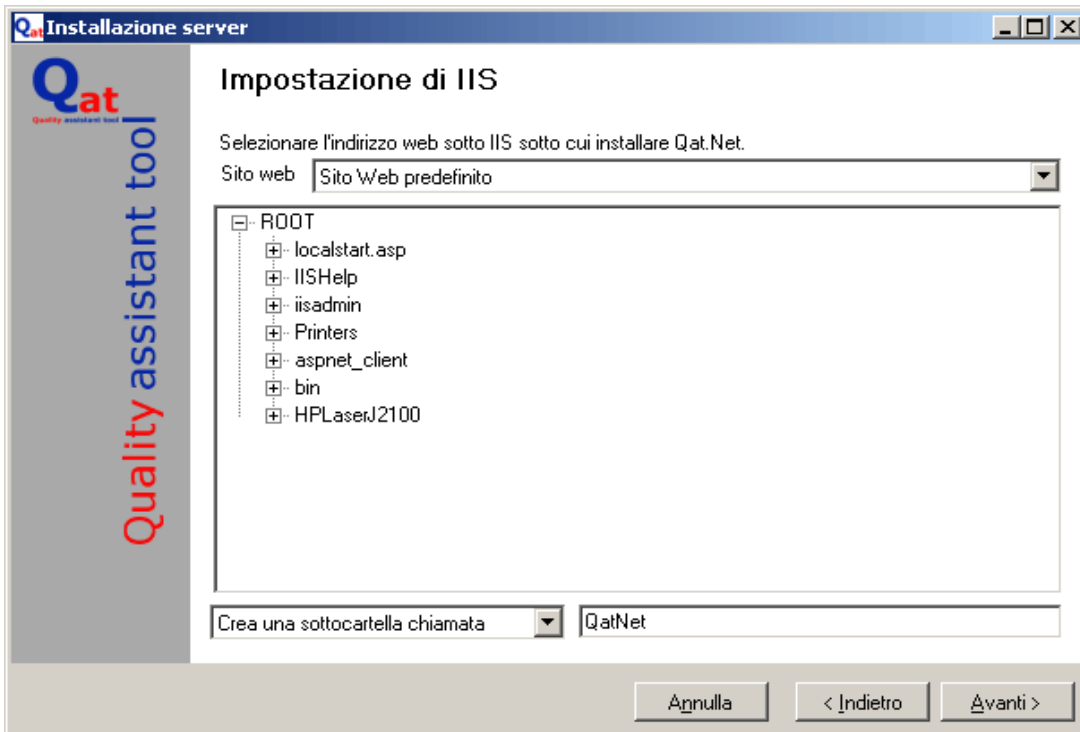 Qat Installazione server
Qat
Quality assistant tool
Quality assistant tool
Impostazione di IIS
Selezionare l'indirizzo web sotto IIS sotto cui installare Qat.Net.
Sito web Sito Web predefinito
ROOT
localstart.asp
IISHelp
iisadmin
Printers
aspnet_client
bin
HPLaserJ2100
Crea una sottocartella chiamata QatNet
Annulla < Indietro Avanti >